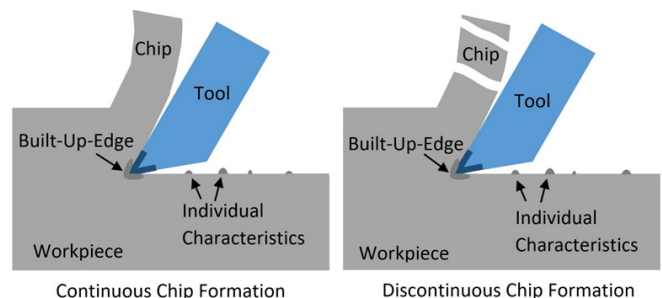 Chip
Tool
Built-Up-Edge
Individual
Characteristics
Workpiece
Continuous Chip Formation
Chip
Tool
Built-Up-Edge
Individual
Characteristics
Workpiece
Discontinuous Chip Formation